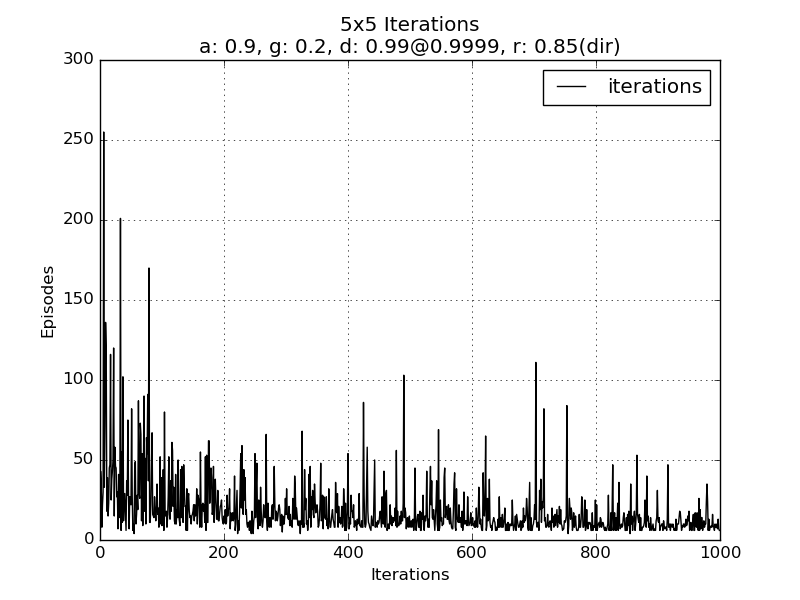 5x5 Iterations
a: 0.9, g: 0.2, d: 0.99@0.9999, r: 0.85(dir)
300
250
200
150
100
50
0
Episodes
iterations
0 200 400 600 800 1000
Iterations